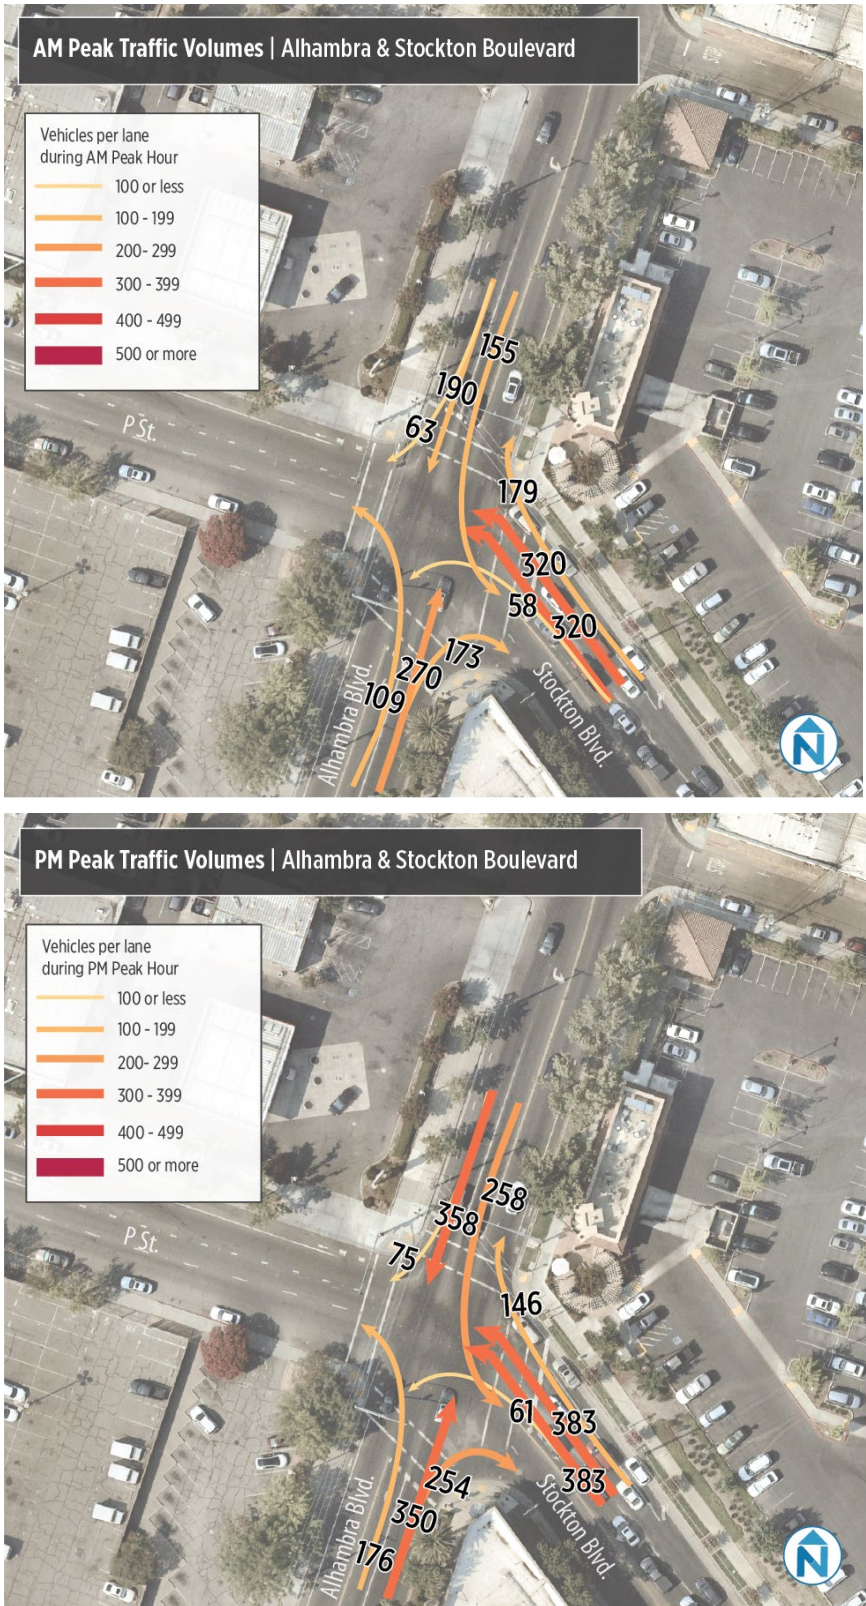 AM Peak Traffic Volumes | Alhambra & Stockton Boulevard
Vehicles per lane
during AM Peak Hour
100 or less
100 - 199
200- 299
300 - 399
400 - 499
500 or more
P St.
155
190
63
179
320
58
320
173
270
109
Alhambra Blvd.
Stockton Blvd.
N
PM Peak Traffic Volumes | Alhambra & Stockton Boulevard
Vehicles per lane
during PM Peak Hour
100 or less
100 - 199
200- 299
300 - 399
400 - 499
500 or more
P St.
258
358
75
146
61
383
383
254
350
176
Alhambra Blvd.
Stockton Blvd.
N